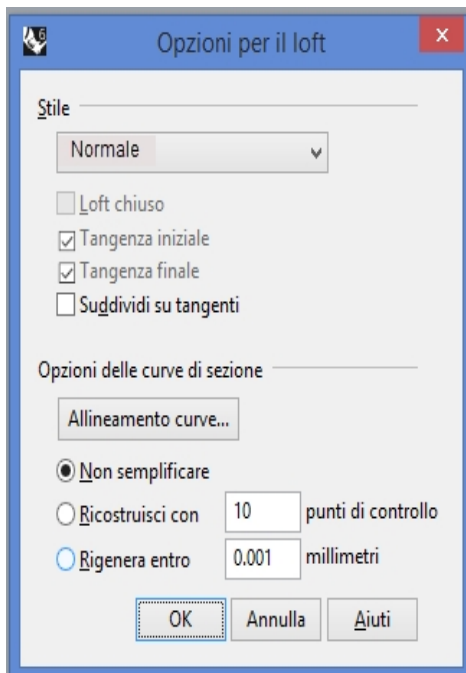 6
Opzioni per il loft
x
Stile
Normale
Loft chiuso
Tangenza iniziale
Tangenza finale
Suddividi su tangenti
Opzioni delle curve di sezione
Allineamento curve...
Non semplificare
Ricostruisci con 10 punti di controllo
Rigenera entro 0.001 millimetri
OK Annulla Aiuti